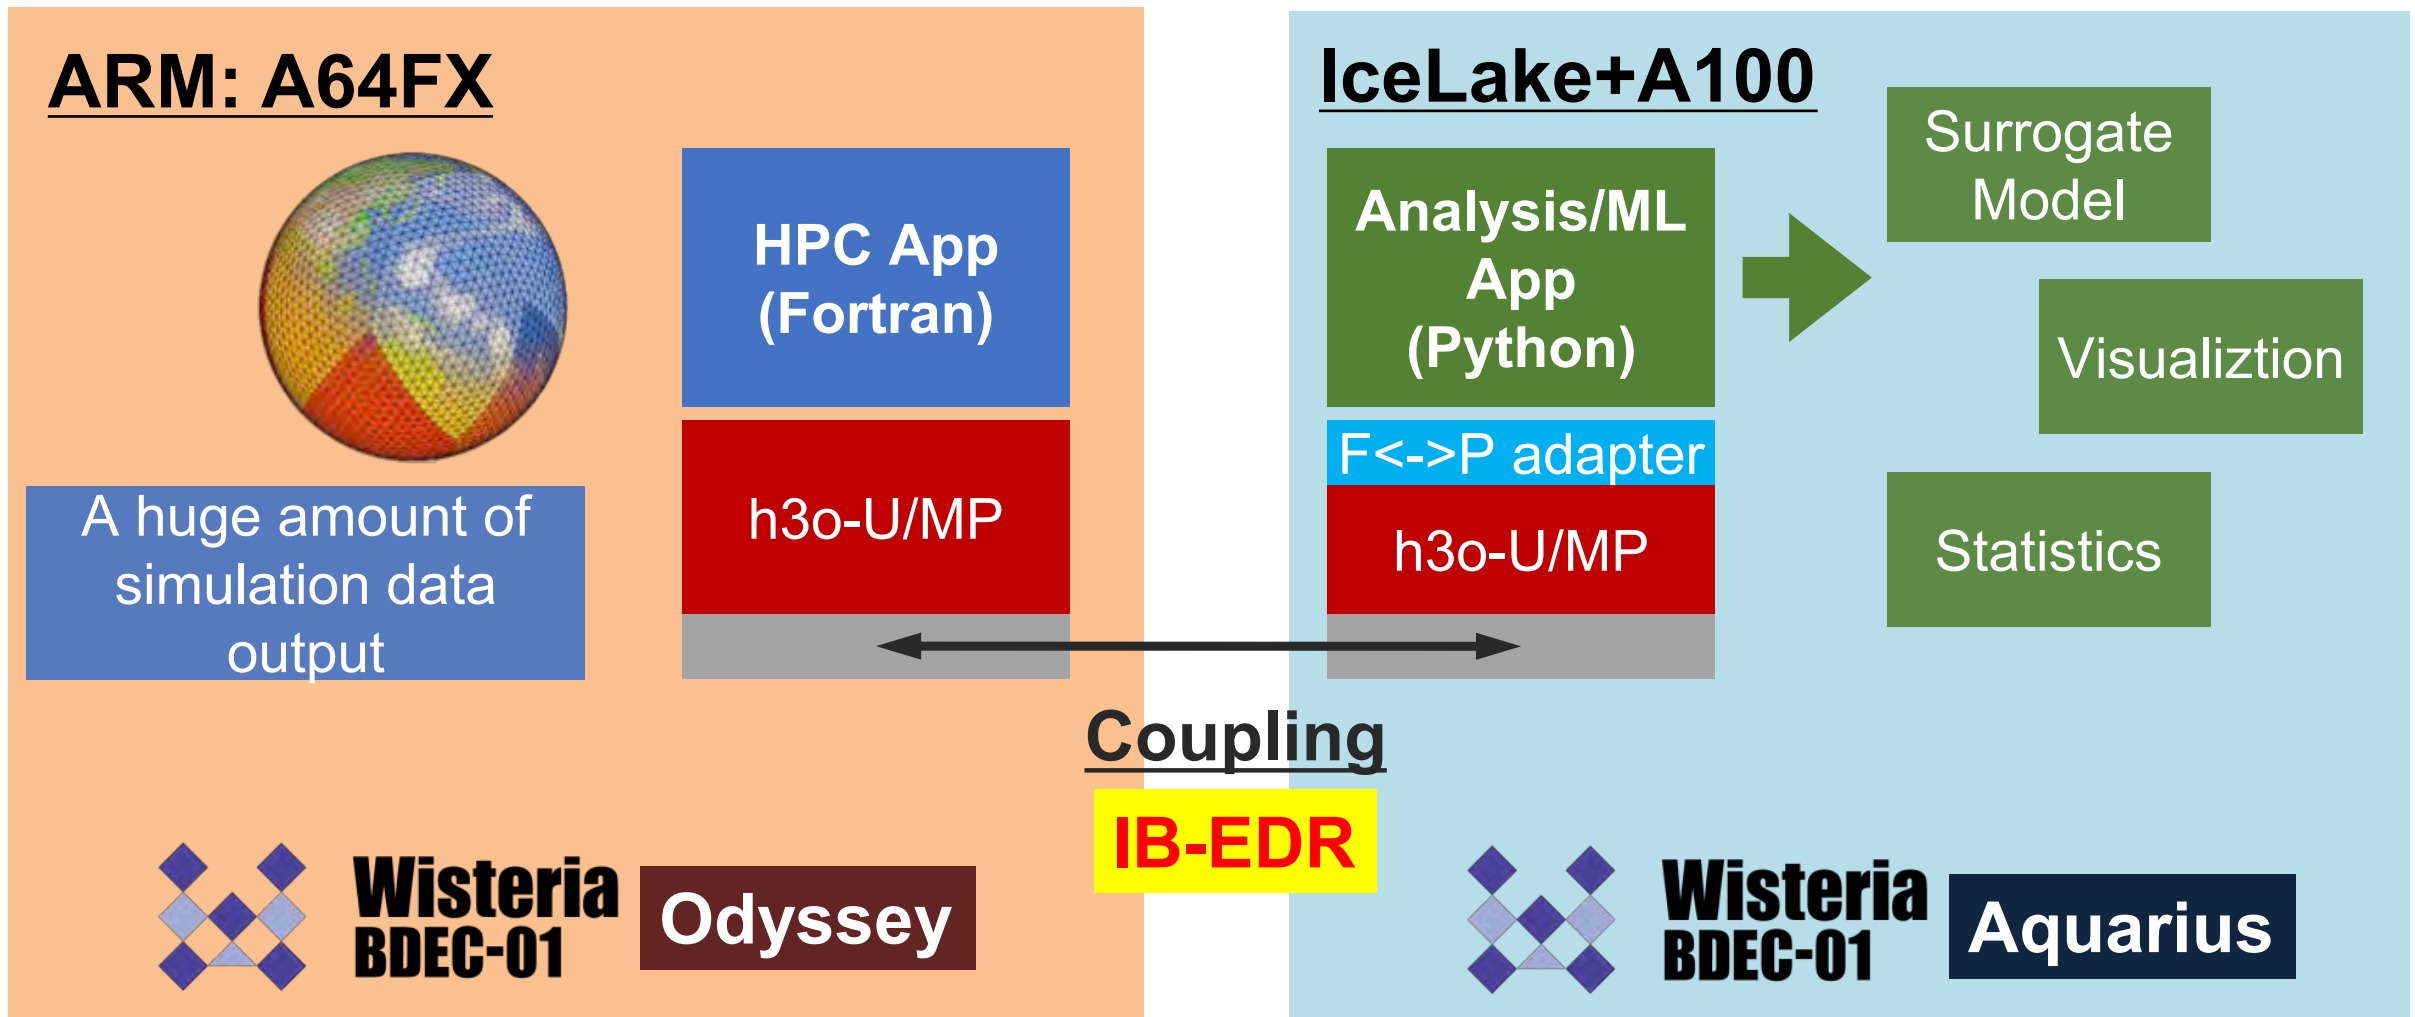 ARM: A64FX
HPC App
(Fortran)
h3o-U/MP
A huge amount of
simulation data
output
Wisteria
BDEC-01
Odyssey
Coupling
IB-EDR
IceLake+A100
Analysis/ML
App
(Python)
F<->P adapter
h3o-U/MP
Surrogate
Model
Visualiztion
Statistics
Wisteria
BDEC-01
Aquarius